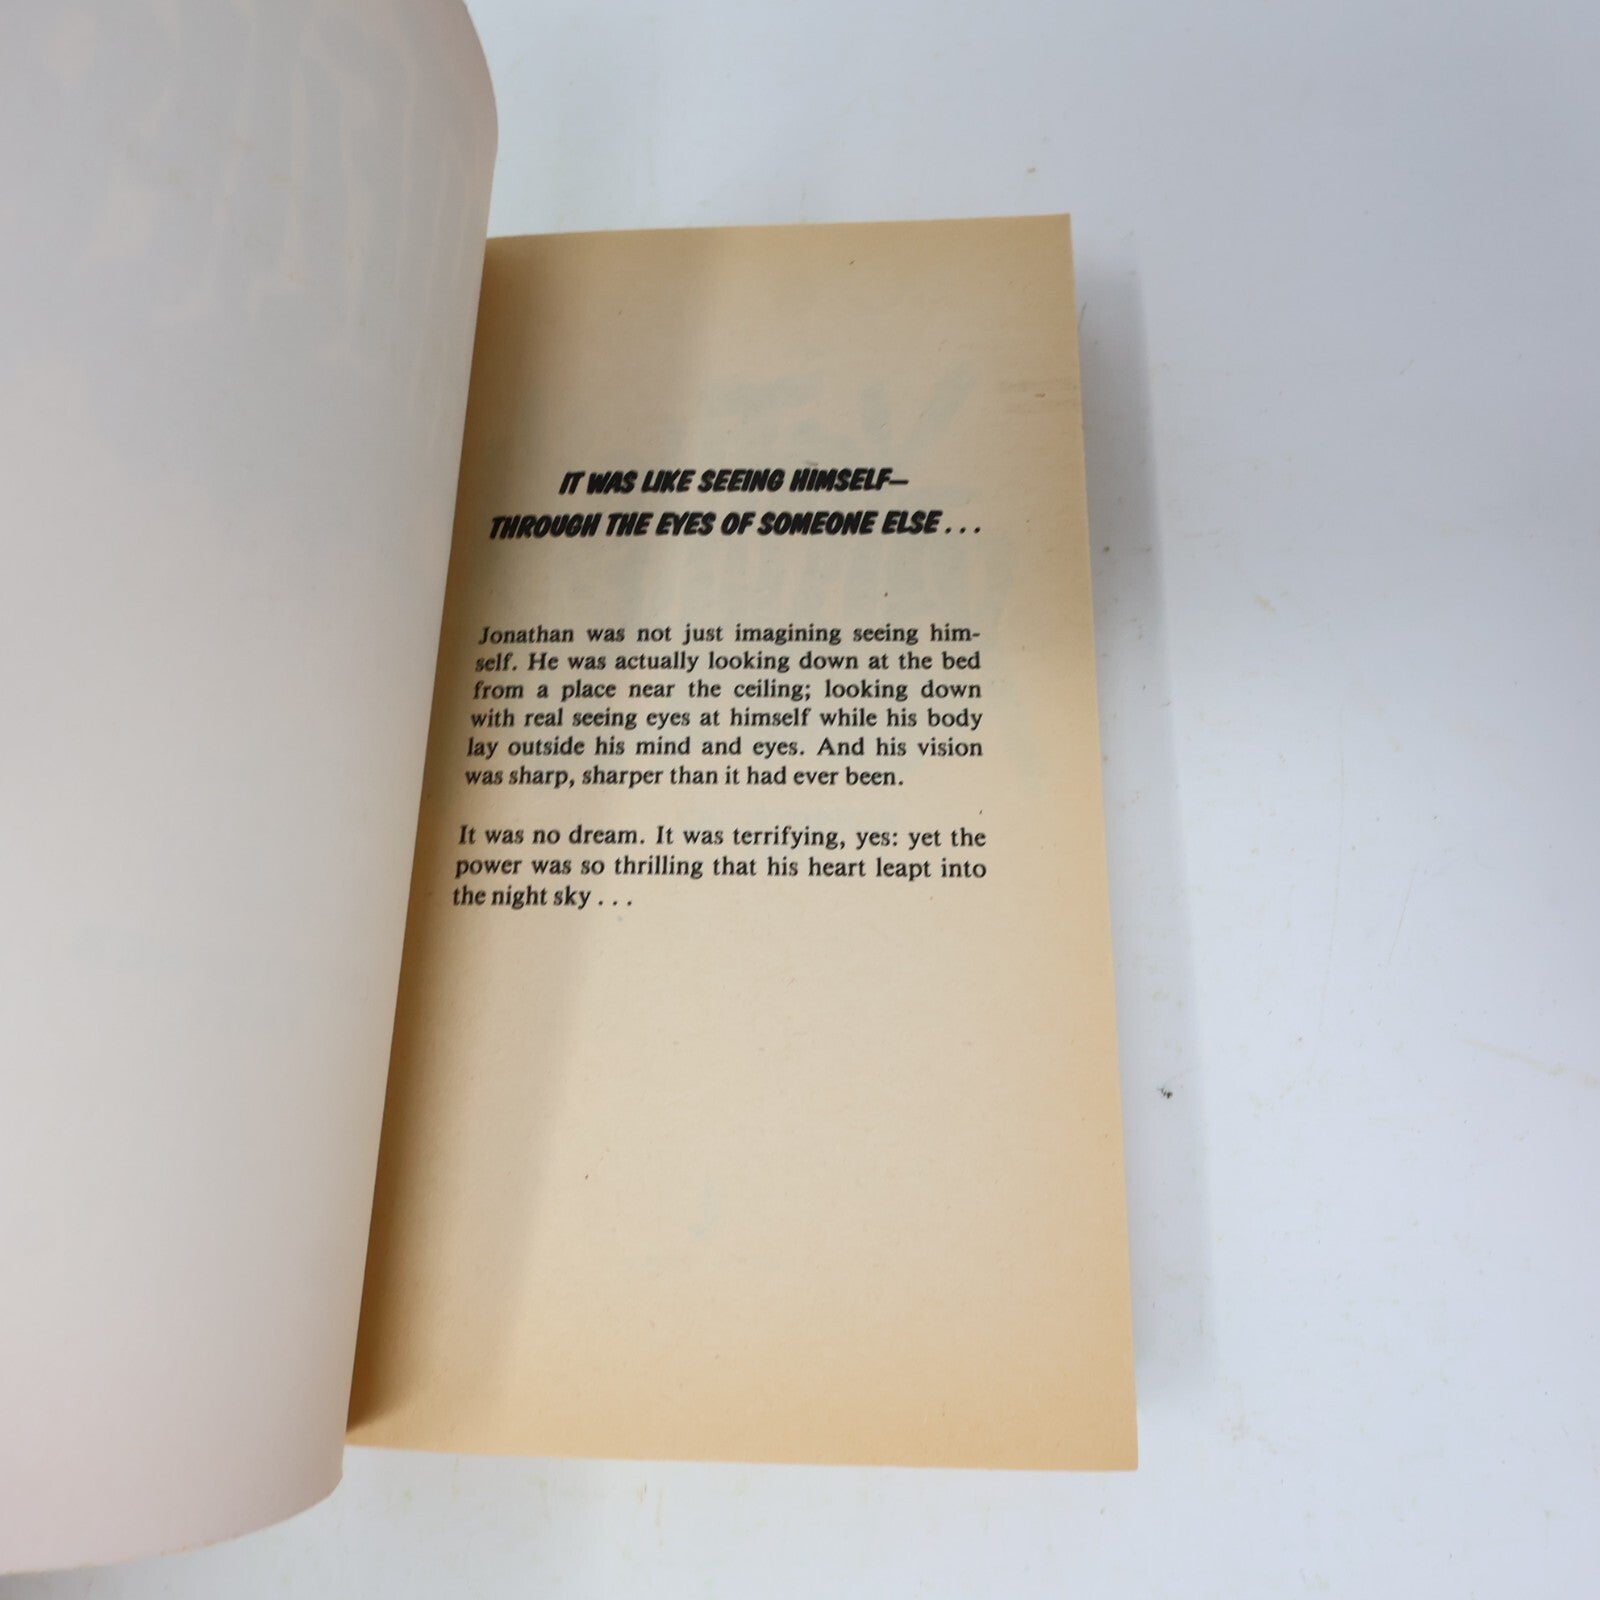 IT WAS LIKE SEEING HIMSELF—
THROUGH THE EYES OF SOMEONE ELSE . . .
Jonathan was not just imagining seeing him-
self. He was actually looking down at the bed
from a place near the ceiling; looking down
with real seeing eyes at himself while his body
lay outside his mind and eyes. And his vision
was sharp, sharper than it had ever been.
It was no dream. It was terrifying, yes: yet the
power was so thrilling that his heart leapt into
the night sky . . .